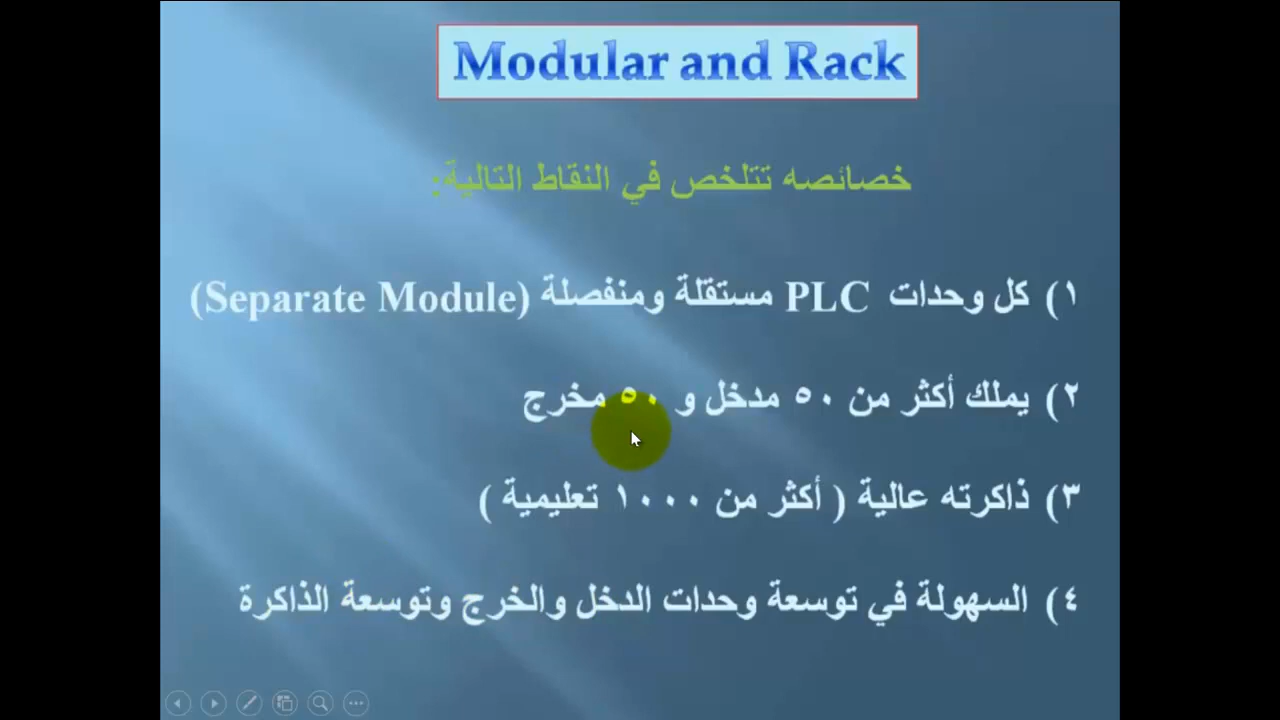 Modular and Rack
خصائصه تتلخص في النقاط التالية:
١) كل وحدات PLC مستقلة ومنفصلة (Separate Module)
٢) يملك أكثر من ٥٠ مدخل و ٥٠ مخرج
٣) ذاكرته عالية ( أكثر من ١٠٠٠ تعليمية )
٤) السهولة في توسعة وحدات الدخل والخرج وتوسعة الذاكرة